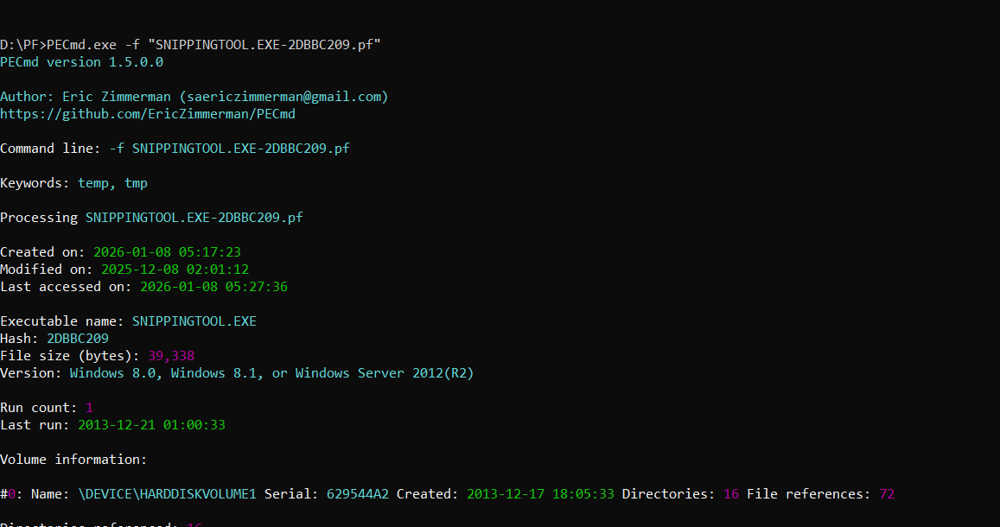 D:\PF>PECmd.exe -f "SNIPPINGTOOL.EXE-2DBBC209.pf"
PECmd version 1.5.0.0
Author: Eric Zimmerman (saericzimmerman@gmail.com)
https://github.com/EricZimmerman/PECmd
Command line: -f SNIPPINGTOOL.EXE-2DBBC209.pf
Keywords: temp, tmp
Processing SNIPPINGTOOL.EXE-2DBBC209.pf
Created on: 2026-01-08 05:17:23
Modified on: 2025-12-08 02:01:12
Last accessed on: 2026-01-08 05:27:36
Executable name: SNIPPINGTOOL.EXE
Hash: 2DBBC209
File size (bytes): 39,338
Version: Windows 8.0, Windows 8.1, or Windows Server 2012(R2)
Run count: 1
Last run: 2013-12-21 01:00:33
Volume information:
#0: Name: \DEVICE\HARDDISKVOLUME1 Serial: 629544A2 Created: 2013-12-17 18:05:33 Directories: 16 File references: 72
Directories referenced: 16